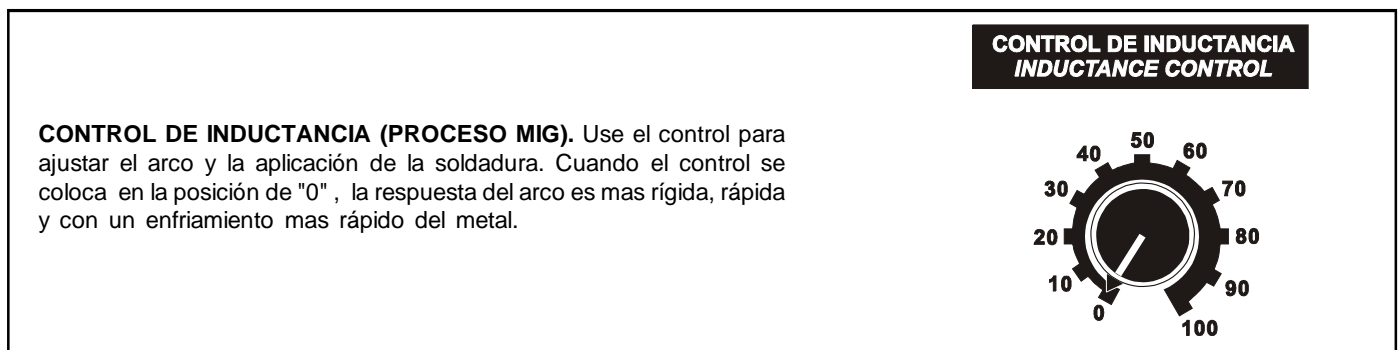 CONTROL DE INDUCTANCIA
INDUCTANCE CONTROL
CONTROL DE INDUCTANCIA (PROCESO MIG). Use el control para
ajustar el arco y la aplicación de la soldadura. Cuando el control se
coloca en la posición de "0" , la respuesta del arco es mas rígida, rápida
y con un enfriamiento mas rápido del metal.
50
40 60
30 70
20 80
10 90
0 100